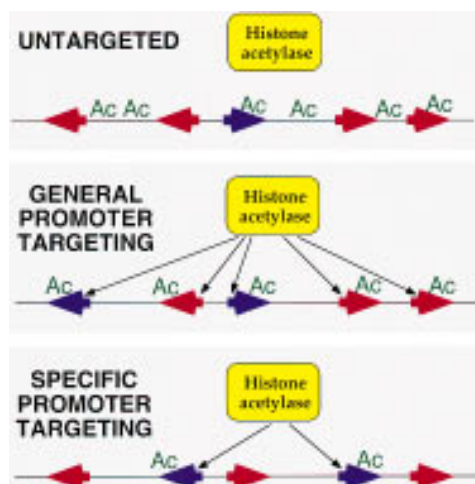 UNTARGETED
Histone
acetylase
Ac Ac Ac Ac Ac Ac
GENERAL
PROMOTER
TARGETING
Histone
acetylase
Ac Ac Ac Ac Ac
SPECIFIC
PROMOTER
TARGETING
Histone
acetylase
Ac Ac